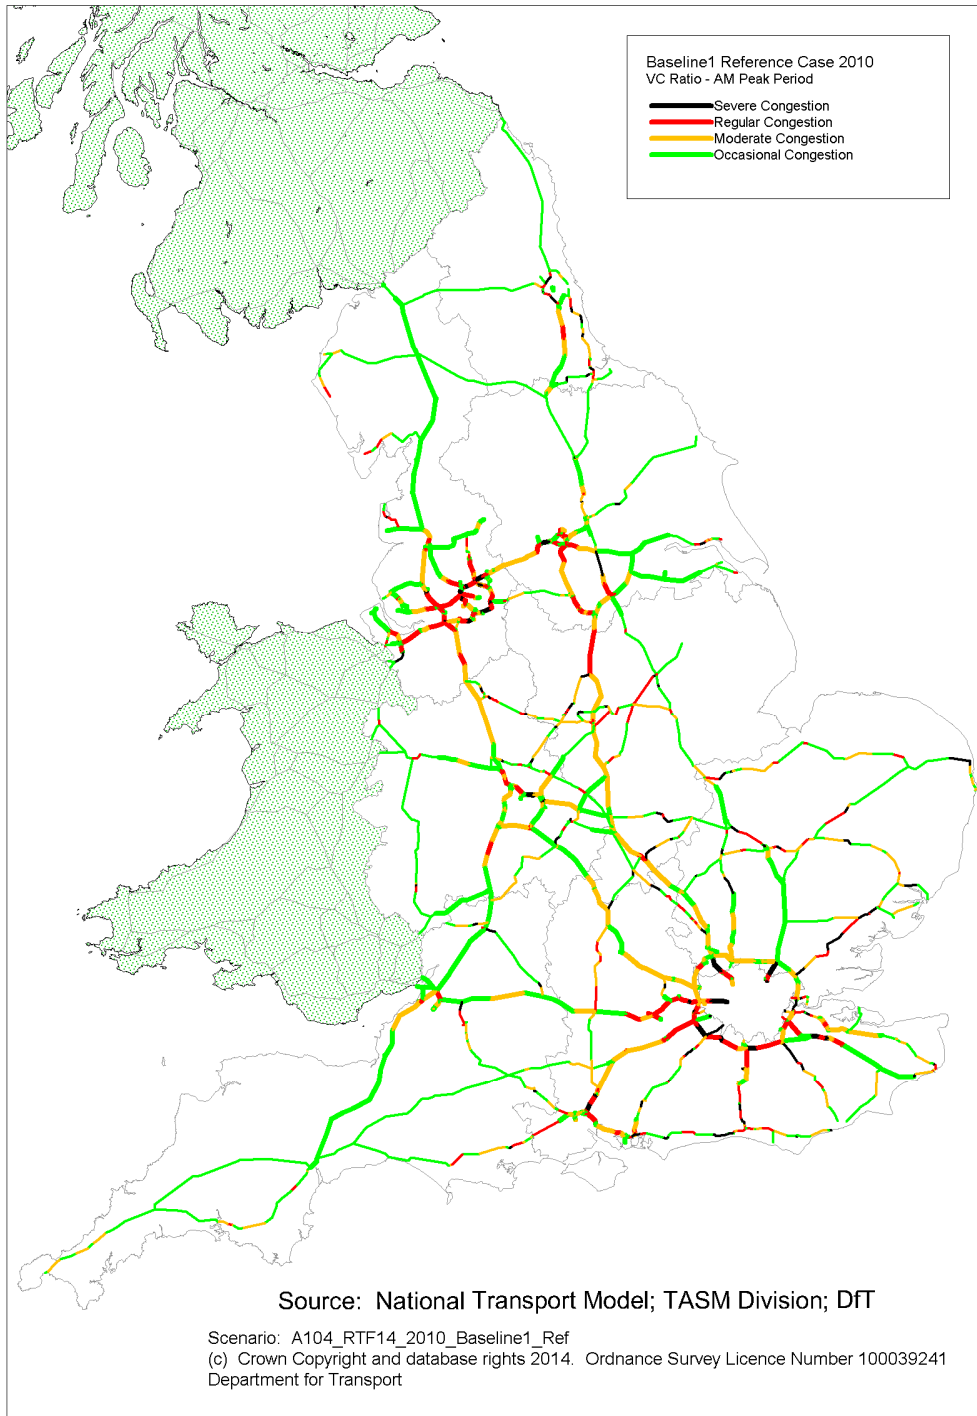 Baseline1 Reference Case 2010
VC Ratio - AM Peak Period
Severe Congestion
Regular Congestion
Moderate Congestion
Occasional Congestion
Source: National Transport Model; TASM Division; DfT
Scenario: A104_RTF14_2010_Baseline1_Ref
(c) Crown Copyright and database rights 2014. Ordnance Survey Licence Number 100039241
Department for Transport